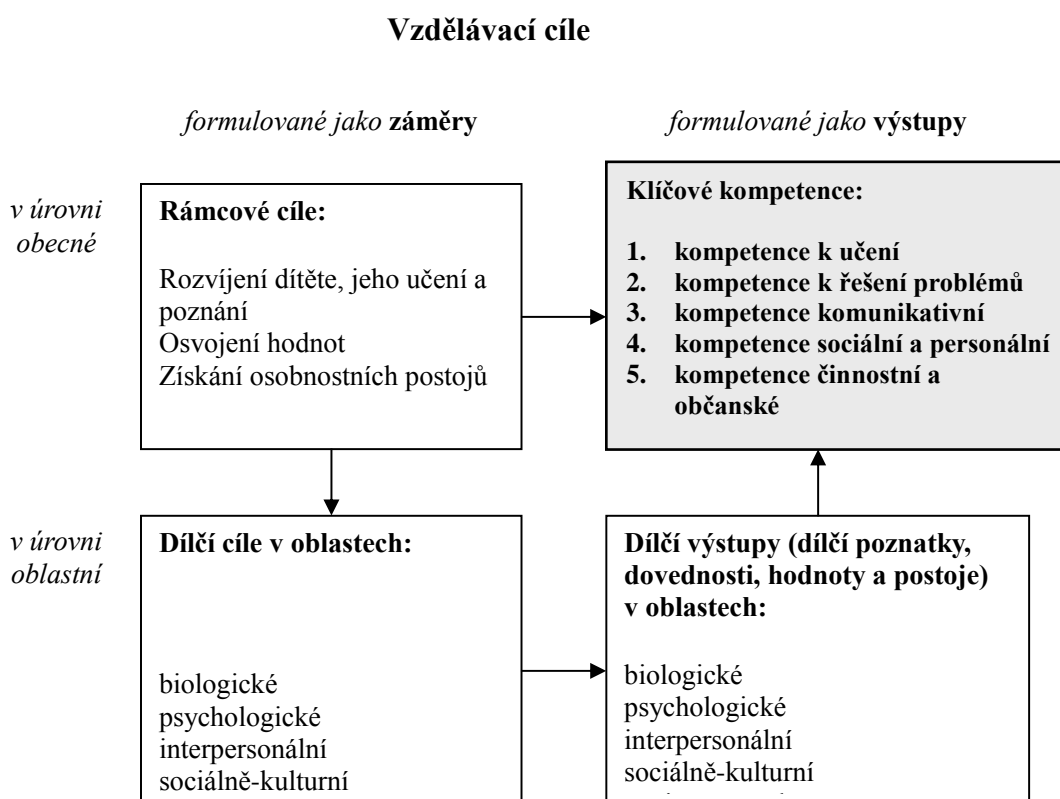 Vzdělávací cíle
formulované jako záměry
formulované jako výstupy
v úrovni
obecné
Rámcové cíle:
Rozvíjení dítěte, jeho učení a
poznání
Osvojení hodnot
Získání osobnostních postojů
Klíčové kompetence:
1. kompetence k učení
2. kompetence k řešení problémů
3. kompetence komunikativní
4. kompetence sociální a personální
5. kompetence činnostní a
občanské
v úrovni
oblastní
Dílčí cíle v oblastech:
biologické
psychologické
interpersonální
sociálně-kulturní
Dílčí výstupy (dílčí poznatky,
dovednosti, hodnoty a postoje)
v oblastech:
biologické
psychologické
interpersonální
sociálně-kulturní